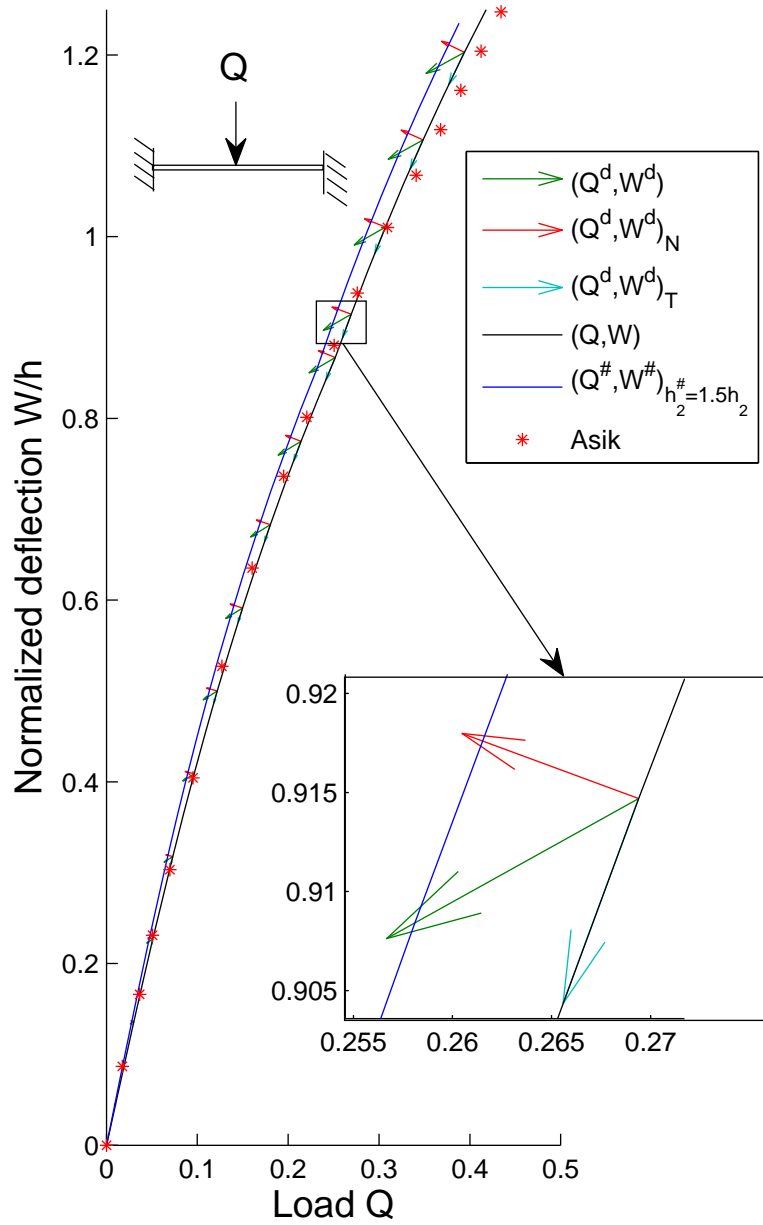 Normalized deflection W/h
1.2
1
0.8
0.6
0.4
0.2
0
0
0.1
0.2
0.3
0.4
0.5
Load Q
Q
(Q^d,W^d)
(Q^d,W^d)_N
(Q^d,W^d)_T
(Q,W)
(Q^#,W^#)_{h_2^#=1.5h_2}
Asik
0.92
0.915
0.91
0.905
0.255
0.26
0.265
0.27